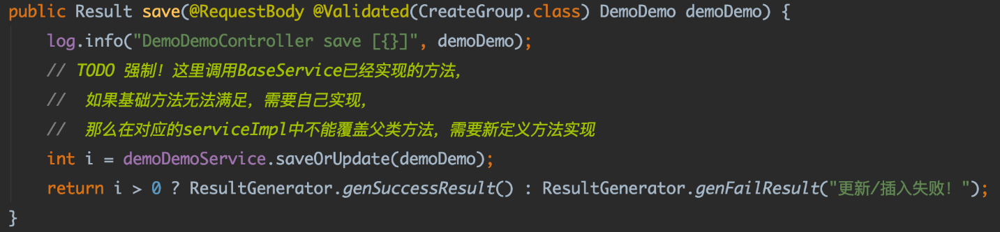 public Result save(@RequestBody @Validated(CreateGroup.class) DemoDemo demoDemo) {
    log.info("DemoDemoController save [{}]", demoDemo);
    // TODO 强制！这里调用BaseService已经实现的方法，
    //  如果基础方法无法满足，需要自己实现，
    //  那么在对应的serviceImpl中不能覆盖父类方法，需要新定义方法实现
    int i = demoDemoService.saveOrUpdate(demoDemo);
    return i > 0 ? ResultGenerator.genSuccessResult() : ResultGenerator.genFailResult("更新/插入失败！");
}